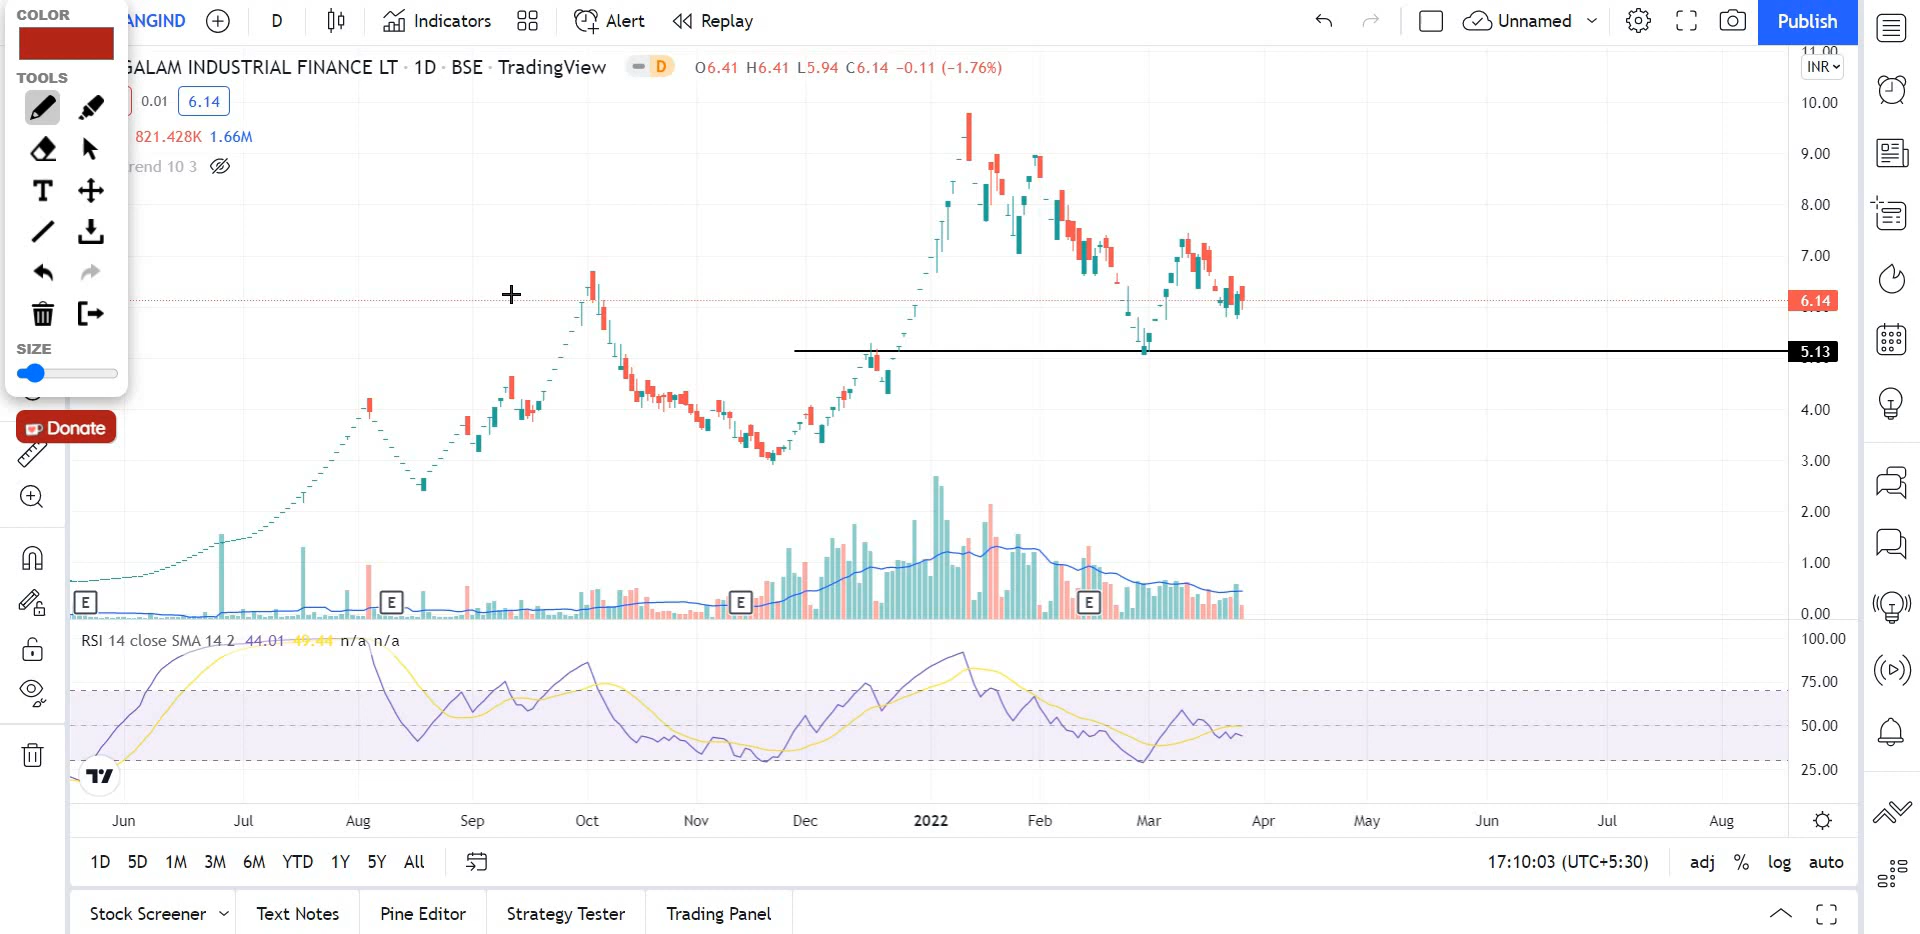 COLOR
TOOLS
T
SIZE
Donate
ANGIND
D
Indicators
Alert
Replay
Unnamed
Publish
GALAM INDUSTRIAL FINANCE LT · 1D · BSE · TradingView
D
O6.41 H6.41 L5.94 C6.14 −0.11 (−1.76%)
0.01
6.14
821.428K 1.66M
rend 10 3
INR
11.00
10.00
9.00
8.00
7.00
6.14
5.13
4.00
3.00
2.00
1.00
0.00
E
E
E
E
RSI 14 close SMA 14 2 44.01 49.44 n/a n/a
100.00
75.00
50.00
25.00
Jun Jul Aug Sep Oct Nov Dec 2022 Feb Mar Apr May Jun Jul Aug
1D 5D 1M 3M 6M YTD 1Y 5Y All
17:10:03 (UTC+5:30)
adj % log auto
Stock Screener
Text Notes
Pine Editor
Strategy Tester
Trading Panel